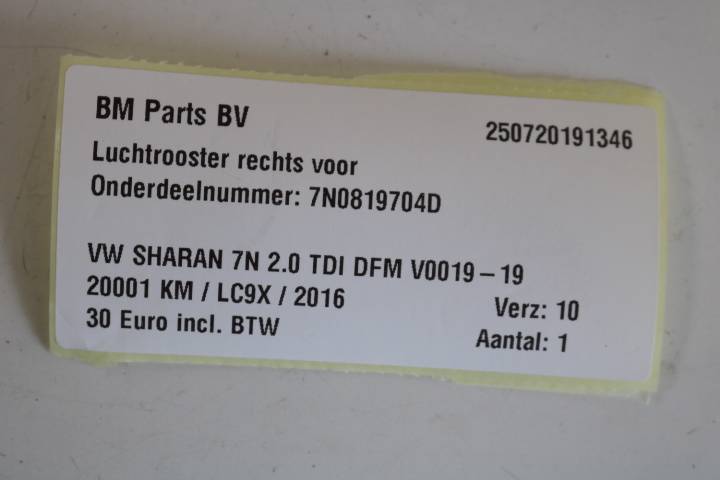 BM Parts BV
250720191346
Luchtrooster rechts voor
Onderdeelnummer: 7N0819704D
VW SHARAN 7N 2.0 TDI DFM V0019 – 19
20001 KM / LC9X / 2016
Verz: 10
30 Euro incl. BTW
Aantal: 1